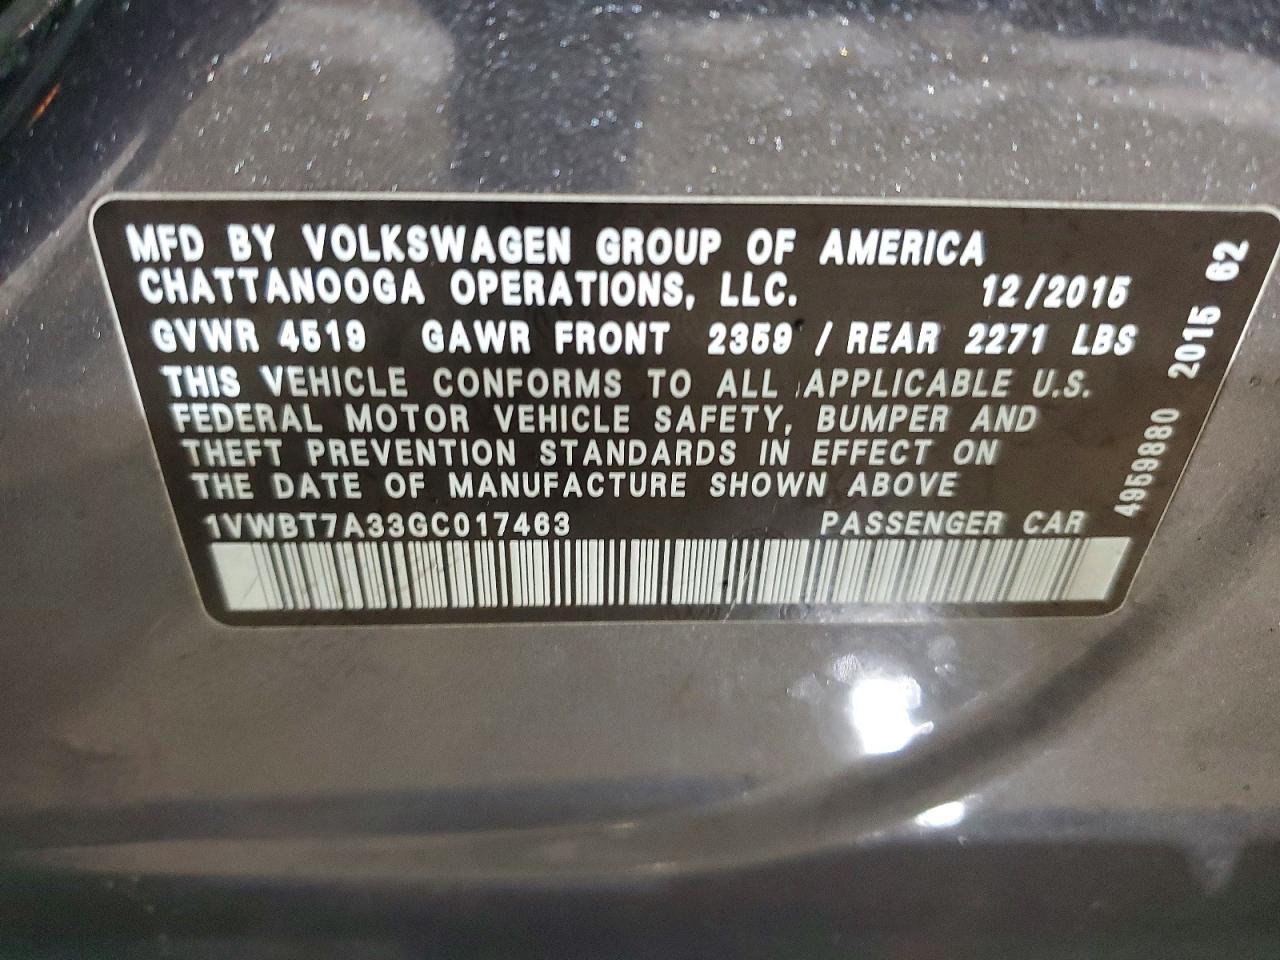 MFD BY VOLKSWAGEN GROUP OF AMERICA
CHATTANOOGA OPERATIONS, LLC. 12/2015
GVWR 4519 GAWR FRONT 2359 / REAR 2271 LBS
THIS VEHICLE CONFORMS TO ALL APPLICABLE U.S.
FEDERAL MOTOR VEHICLE SAFETY, BUMPER AND
THEFT PREVENTION STANDARDS IN EFFECT ON
THE DATE OF MANUFACTURE SHOWN ABOVE
1VWBT7A33GC017463 PASSENGER CAR
4959880 2015 62